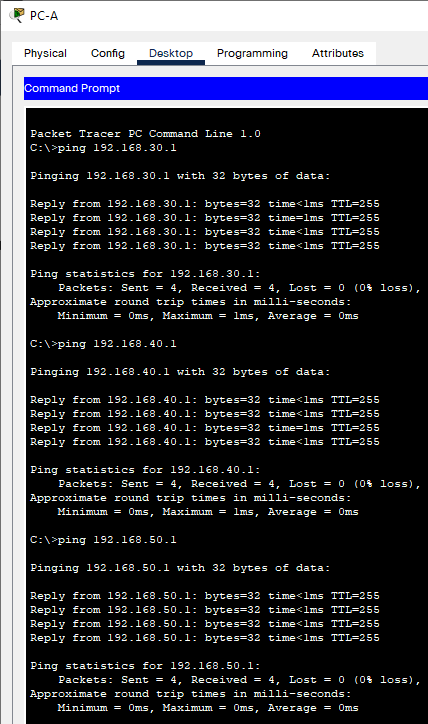 PC-A
Physical Config Desktop Programming Attributes
Command Prompt
Packet Tracer PC Command Line 1.0
C:\>ping 192.168.30.1
Pinging 192.168.30.1 with 32 bytes of data:
Reply from 192.168.30.1: bytes=32 time<1ms TTL=255
Reply from 192.168.30.1: bytes=32 time=1ms TTL=255
Reply from 192.168.30.1: bytes=32 time<1ms TTL=255
Reply from 192.168.30.1: bytes=32 time<1ms TTL=255
Ping statistics for 192.168.30.1:
Packets: Sent = 4, Received = 4, Lost = 0 (0% loss),
Approximate round trip times in milli-seconds:
Minimum = 0ms, Maximum = 1ms, Average = 0ms
C:\>ping 192.168.40.1
Pinging 192.168.40.1 with 32 bytes of data:
Reply from 192.168.40.1: bytes=32 time<1ms TTL=255
Reply from 192.168.40.1: bytes=32 time<1ms TTL=255
Reply from 192.168.40.1: bytes=32 time=1ms TTL=255
Reply from 192.168.40.1: bytes=32 time<1ms TTL=255
Ping statistics for 192.168.40.1:
Packets: Sent = 4, Received = 4, Lost = 0 (0% loss),
Approximate round trip times in milli-seconds:
Minimum = 0ms, Maximum = 1ms, Average = 0ms
C:\>ping 192.168.50.1
Pinging 192.168.50.1 with 32 bytes of data:
Reply from 192.168.50.1: bytes=32 time<1ms TTL=255
Reply from 192.168.50.1: bytes=32 time<1ms TTL=255
Reply from 192.168.50.1: bytes=32 time<1ms TTL=255
Reply from 192.168.50.1: bytes=32 time<1ms TTL=255
Ping statistics for 192.168.50.1:
Packets: Sent = 4, Received = 4, Lost = 0 (0% loss),
Approximate round trip times in milli-seconds:
Minimum = 0ms, Maximum = 0ms, Average = 0ms